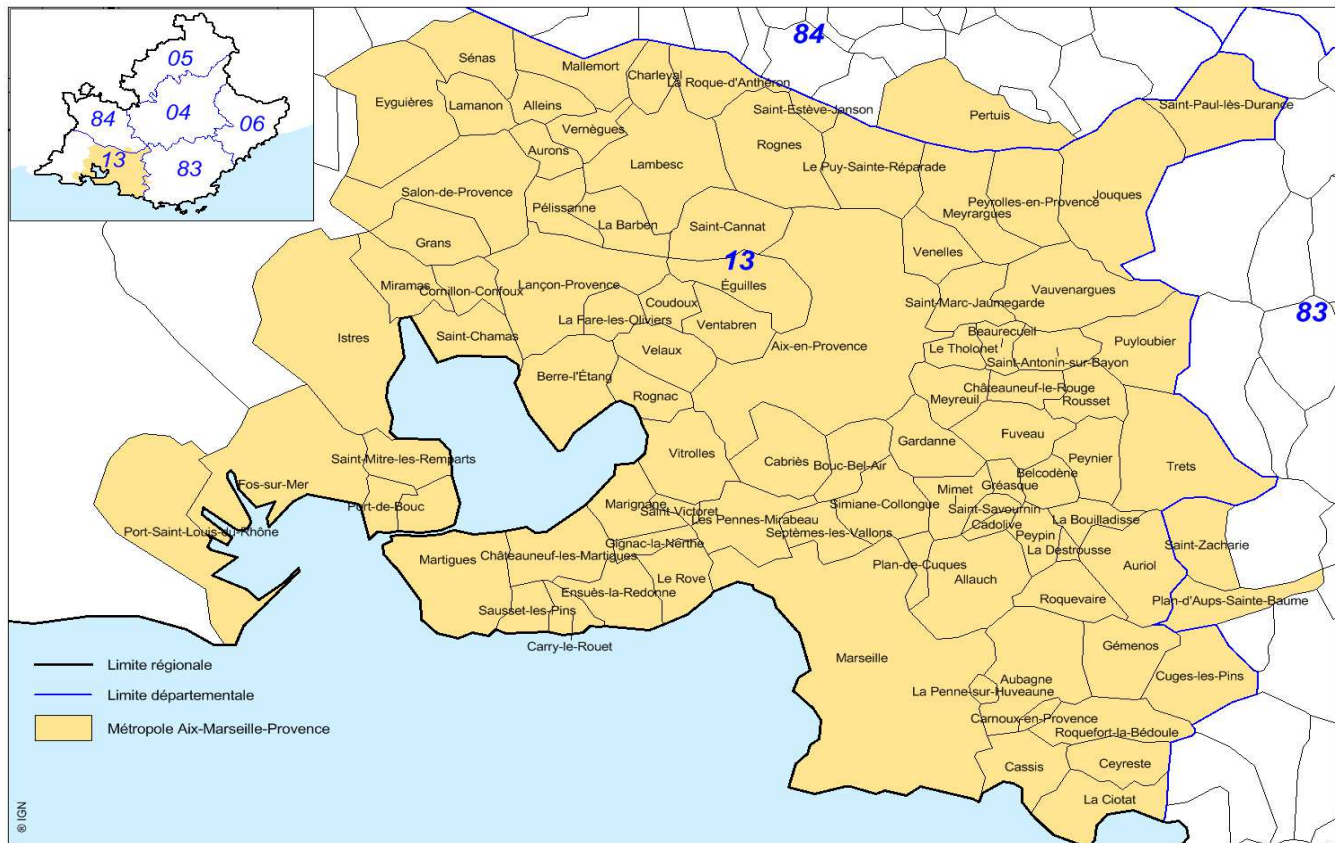 05
84
04
06
13
83
84
Sénas
Mallemort
Charleval
La Roque-d'Anthéron
Eyguières
Lamanon
Alleins
Saint-Estève-Janson
Pertuis
Saint-Paul-lès-Durance
Vernègues
Rognes
Aurons
Lambesc
Le Puy-Sainte-Réparade
Salon-de-Provence
Jouques
Peyrolles-en-Provence
Pélissanne
Meyrargues
La Barben
Saint-Cannat
Grans
Venelles
13
Miramas
Cornillon-Confoux
Lançon-Provence
Éguilles
Vauvenargues
Coudoux
Saint-Marc-Jaumegarde
83
La Fare-les-Oliviers
Ventabren
Istres
Saint-Chamas
Beaurecueil
Puyloubier
Velaux
Aix-en-Provence
Le Tholonet
Saint-Antonin-sur-Bayon
Berre-l'Étang
Châteauneuf-le-Rouge
Rognac
Meyreuil
Rousset
Gardanne
Fuveau
Saint-Mitre-les-Remparts
Vitrolles
Cabriès
Bouc-Bel-Air
Peynier
Trets
Belcodène
Fos-sur-Mer
Gréasque
Mimet
Port-de-Bouc
Marignane
Simiane-Collongue
Saint-Savournin
Saint-Victoret
Les Pennes-Mirabeau
La Bouilladisse
Cadolive
Port-Saint-Louis-du-Rhône
Septèmes-les-Vallons
Peypin
Gignac-la-Nerthe
Saint-Zacharie
La Destrousse
Châteauneuf-les-Martigues
Martigues
Plan-de-Cuques
Auriol
Le Rove
Allauch
Ensuès-la-Redonne
Roquevaire
Plan-d'Aups-Sainte-Baume
Sausset-les-Pins
Carry-le-Rouet
Gémenos
Marseille
Cuges-les-Pins
Aubagne
La Penne-sur-Huveaune
Carnoux-en-Provence
Roquefort-la-Bédoule
Cassis
Ceyreste
La Ciotat
Limite régionale
Limite départementale
Métropole Aix-Marseille-Provence
® IGN